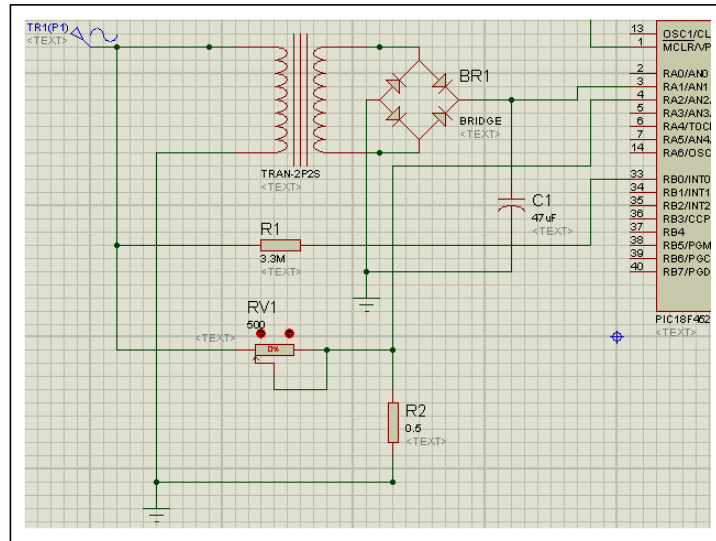 TR1(P1)
<TEXT>
TRAN-2P2S
<TEXT>
BR1
BRIDGE
<TEXT>
C1
47uF
<TEXT>
R1
3.3M
<TEXT>
RV1
500
<TEXT>
0%
R2
0.5
<TEXT>
13 OSC1/CL
1 MCLR/VP
2 RA0/AN0
3 RA1/AN1
4 RA2/AN2/
5 RA3/AN3/
6 RA4/T0CK
7 RA5/AN4/
14 RA6/OSC
33 RB0/INT0
34 RB1/INT1
35 RB2/INT2
36 RB3/CCP
37 RB4
38 RB5/PGM
39 RB6/PGC
40 RB7/PGD
PIC18F452
<TEXT>